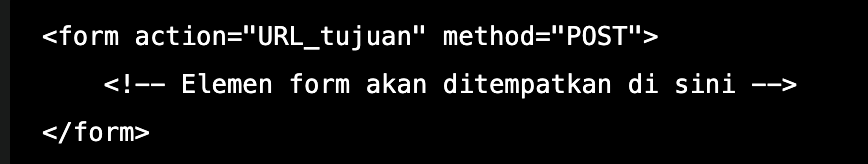 <form action="URL_tujuan" method="POST">
    <!-- Elemen form akan ditempatkan di sini -->
</form>